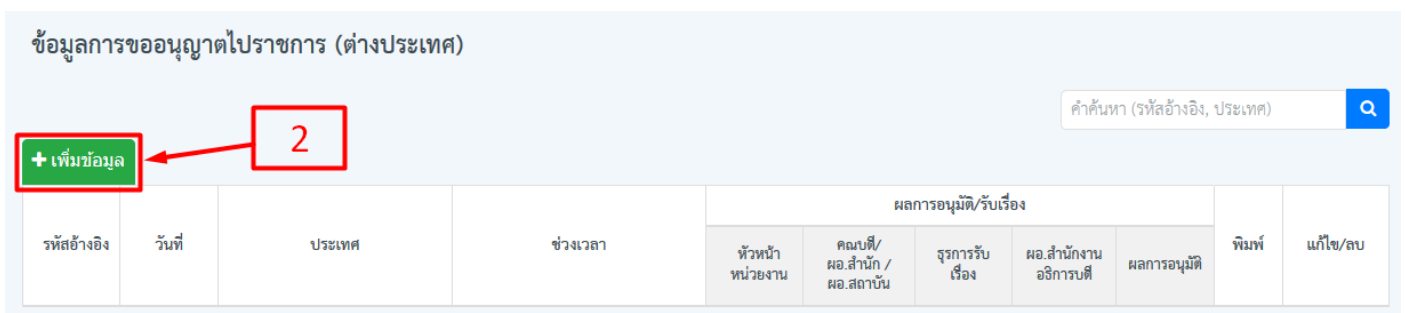 ข้อมูลการขออนุญาตไปราชการ (ต่างประเทศ)
คำค้นหา (รหัสอ้างอิง, ประเทศ)
2
+ เพิ่มข้อมูล
ผลการอนุมัติ/รับเรื่อง
รหัสอ้างอิง วันที่ ประเทศ ช่วงเวลา พิมพ์ แก้ไข/ลบ
หัวหน้า
หน่วยงาน
คณบดี/
ผอ.สำนัก /
ผอ.สถาบัน
ธุรการรับ
เรื่อง
ผอ.สำนักงาน
อธิการบดี
ผลการอนุมัติ